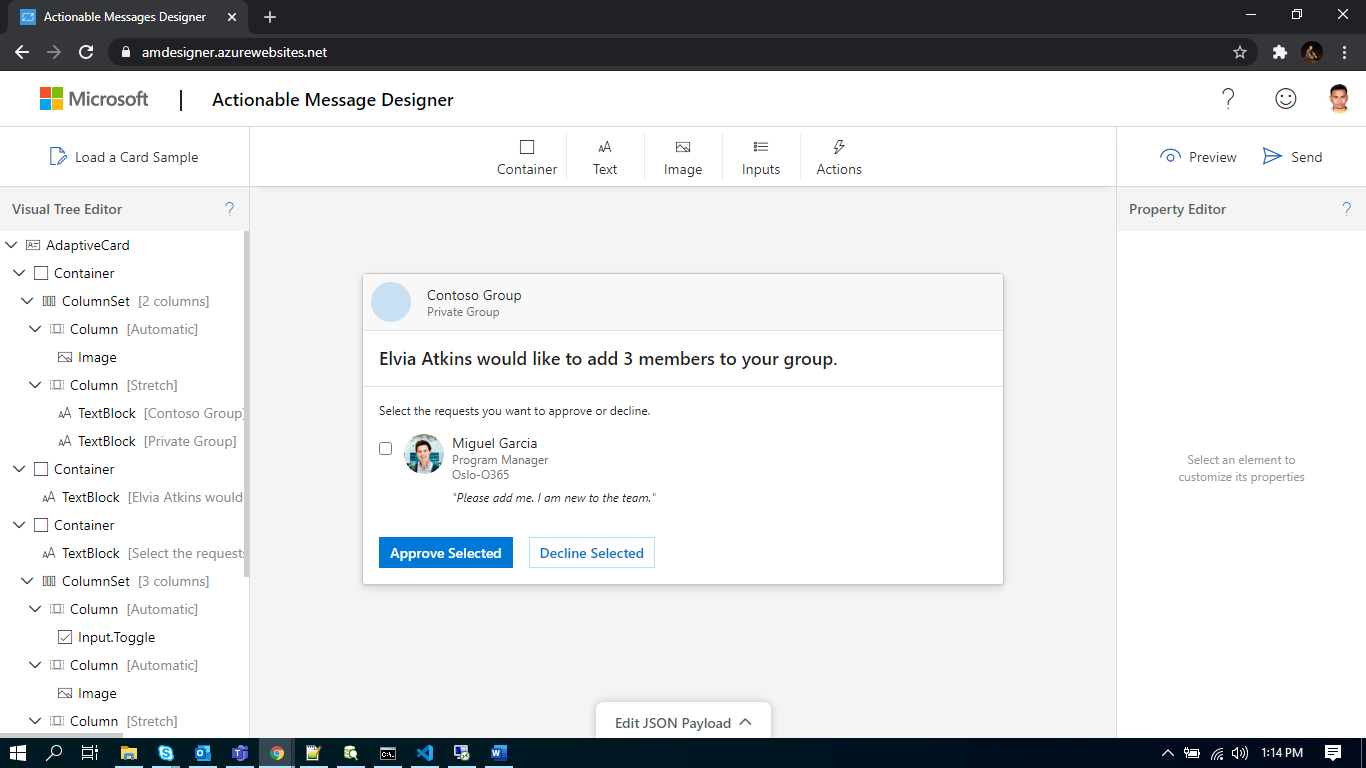 Actionable Messages Designer
amdesigner.azurewebsites.net
Microsoft | Actionable Message Designer
Load a Card Sample
Container
Text
Image
Inputs
Actions
Preview
Send
Visual Tree Editor ?
AdaptiveCard
Container
ColumnSet [2 columns]
Column [Automatic]
Image
Column [Stretch]
TextBlock [Contoso Group]
TextBlock [Private Group]
Container
TextBlock [Elvia Atkins would
Container
TextBlock [Select the requests
ColumnSet [3 columns]
Column [Automatic]
Input.Toggle
Column [Automatic]
Image
Column [Stretch]
Contoso Group
Private Group
Elvia Atkins would like to add 3 members to your group.
Select the requests you want to approve or decline.
Miguel Garcia
Program Manager
Oslo-O365
"Please add me. I am new to the team."
Approve Selected
Decline Selected
Edit JSON Payload
Property Editor ?
Select an element to
customize its properties
1:14 PM